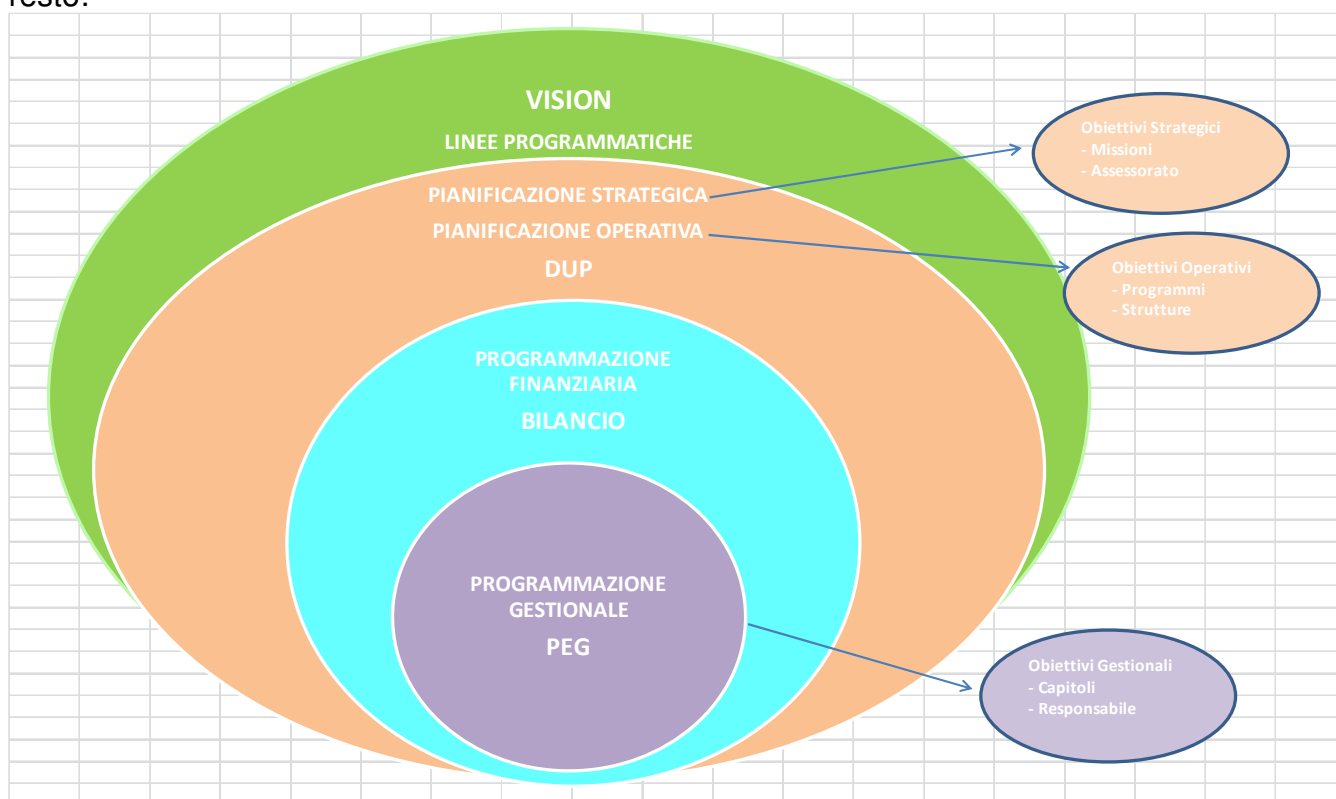 resto.
VISION
LINEE PROGRAMMATICHE
PIANIFICAZIONE STRATEGICA
PIANIFICAZIONE OPERATIVA
DUP
PROGRAMMAZIONE
FINANZIARIA
BILANCIO
PROGRAMMAZIONE
GESTIONALE
PEG
Obiettivi Strategici
- Missioni
- Assessorato
Obiettivi Operativi
- Programmi
- Strutture
Obiettivi Gestionali
- Capitoli
- Responsabile